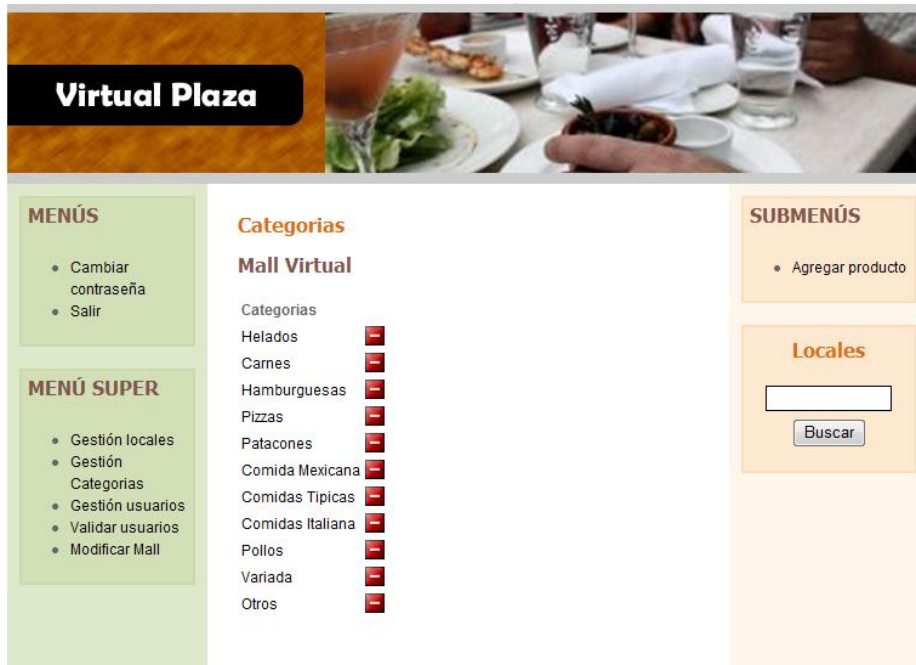 Virtual Plaza
MENÚS
Cambiar
contraseña
Salir
MENÚ SUPER
Gestión locales
Gestión
Categorias
Gestión usuarios
Validar usuarios
Modificar Mall
Categorias
Mall Virtual
Categorias
Helados
Carnes
Hamburguesas
Pizzas
Patacones
Comida Mexicana
Comidas Tipicas
Comidas Italiana
Pollos
Variada
Otros
SUBMENÚS
Agregar producto
Locales
Buscar